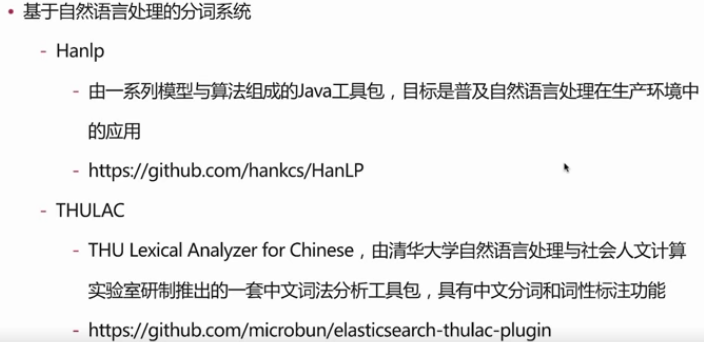 • 基于自然语言处理的分词系统
- Hanlp
- 由一系列模型与算法组成的Java工具包，目标是普及自然语言处理在生产环境中
的应用
- https://github.com/hankcs/HanLP
- THULAC
- THU Lexical Analyzer for Chinese，由清华大学自然语言处理与社会人文计算
实验室研制推出的一套中文词法分析工具包，具有中文分词和词性标注功能
- https://github.com/microbun/elasticsearch-thulac-plugin